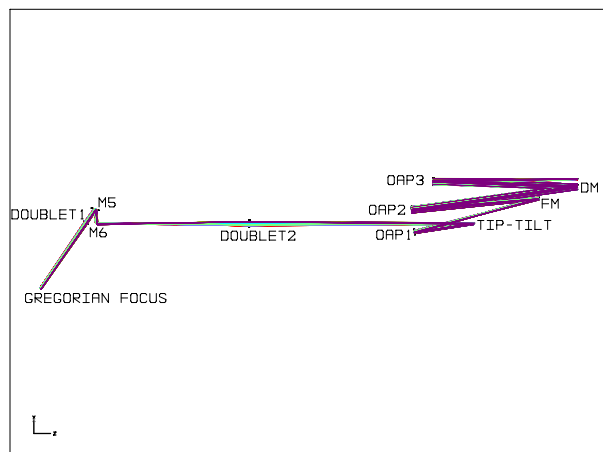 OAP3
DM
M5
FM
DOUBLET1
OAP2
M6
DOUBLET2
OAP1
TIP-TILT
GREGORIAN FOCUS
Y
Z